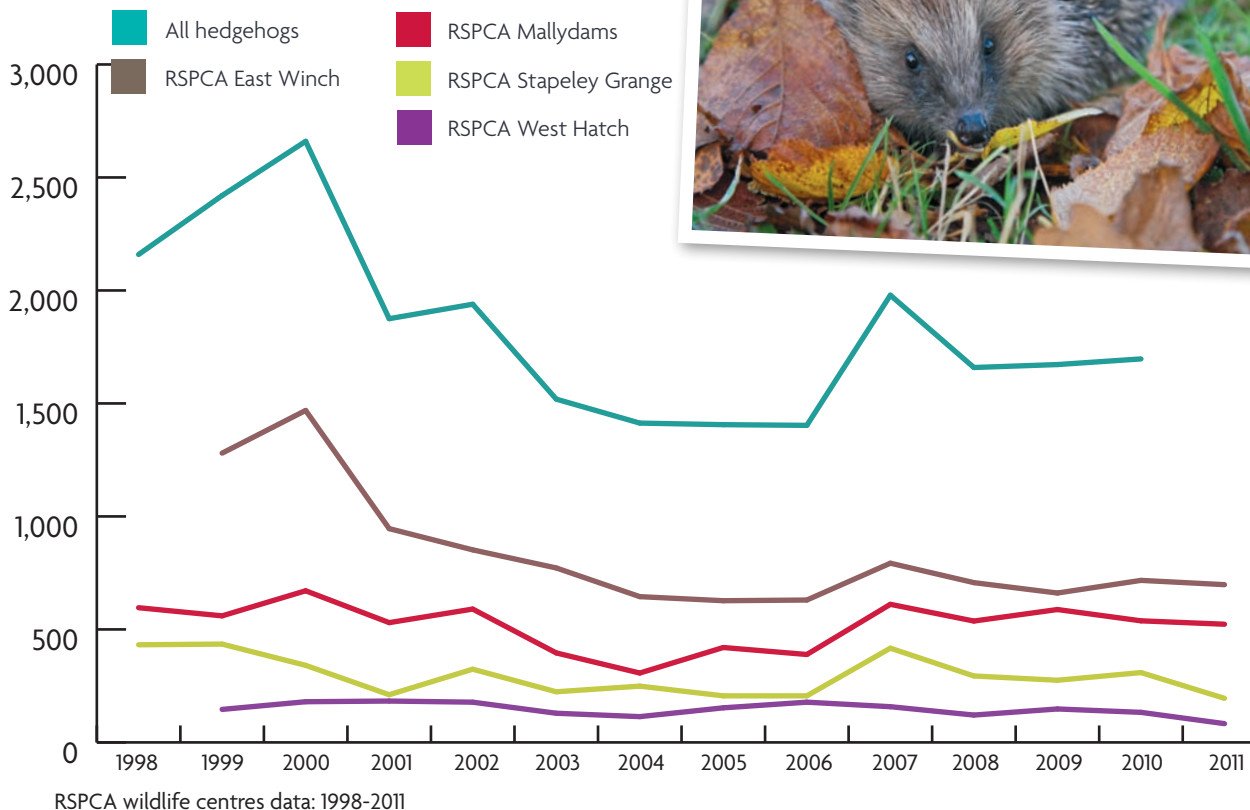 All hedgehogs
RSPCA East Winch
RSPCA Mallydams
RSPCA Stapeley Grange
RSPCA West Hatch
3,000
2,500
2,000
1,500
1,000
500
0
1998 1999 2000 2001 2002 2003 2004 2005 2006 2007 2008 2009 2010 2011
RSPCA wildlife centres data: 1998-2011